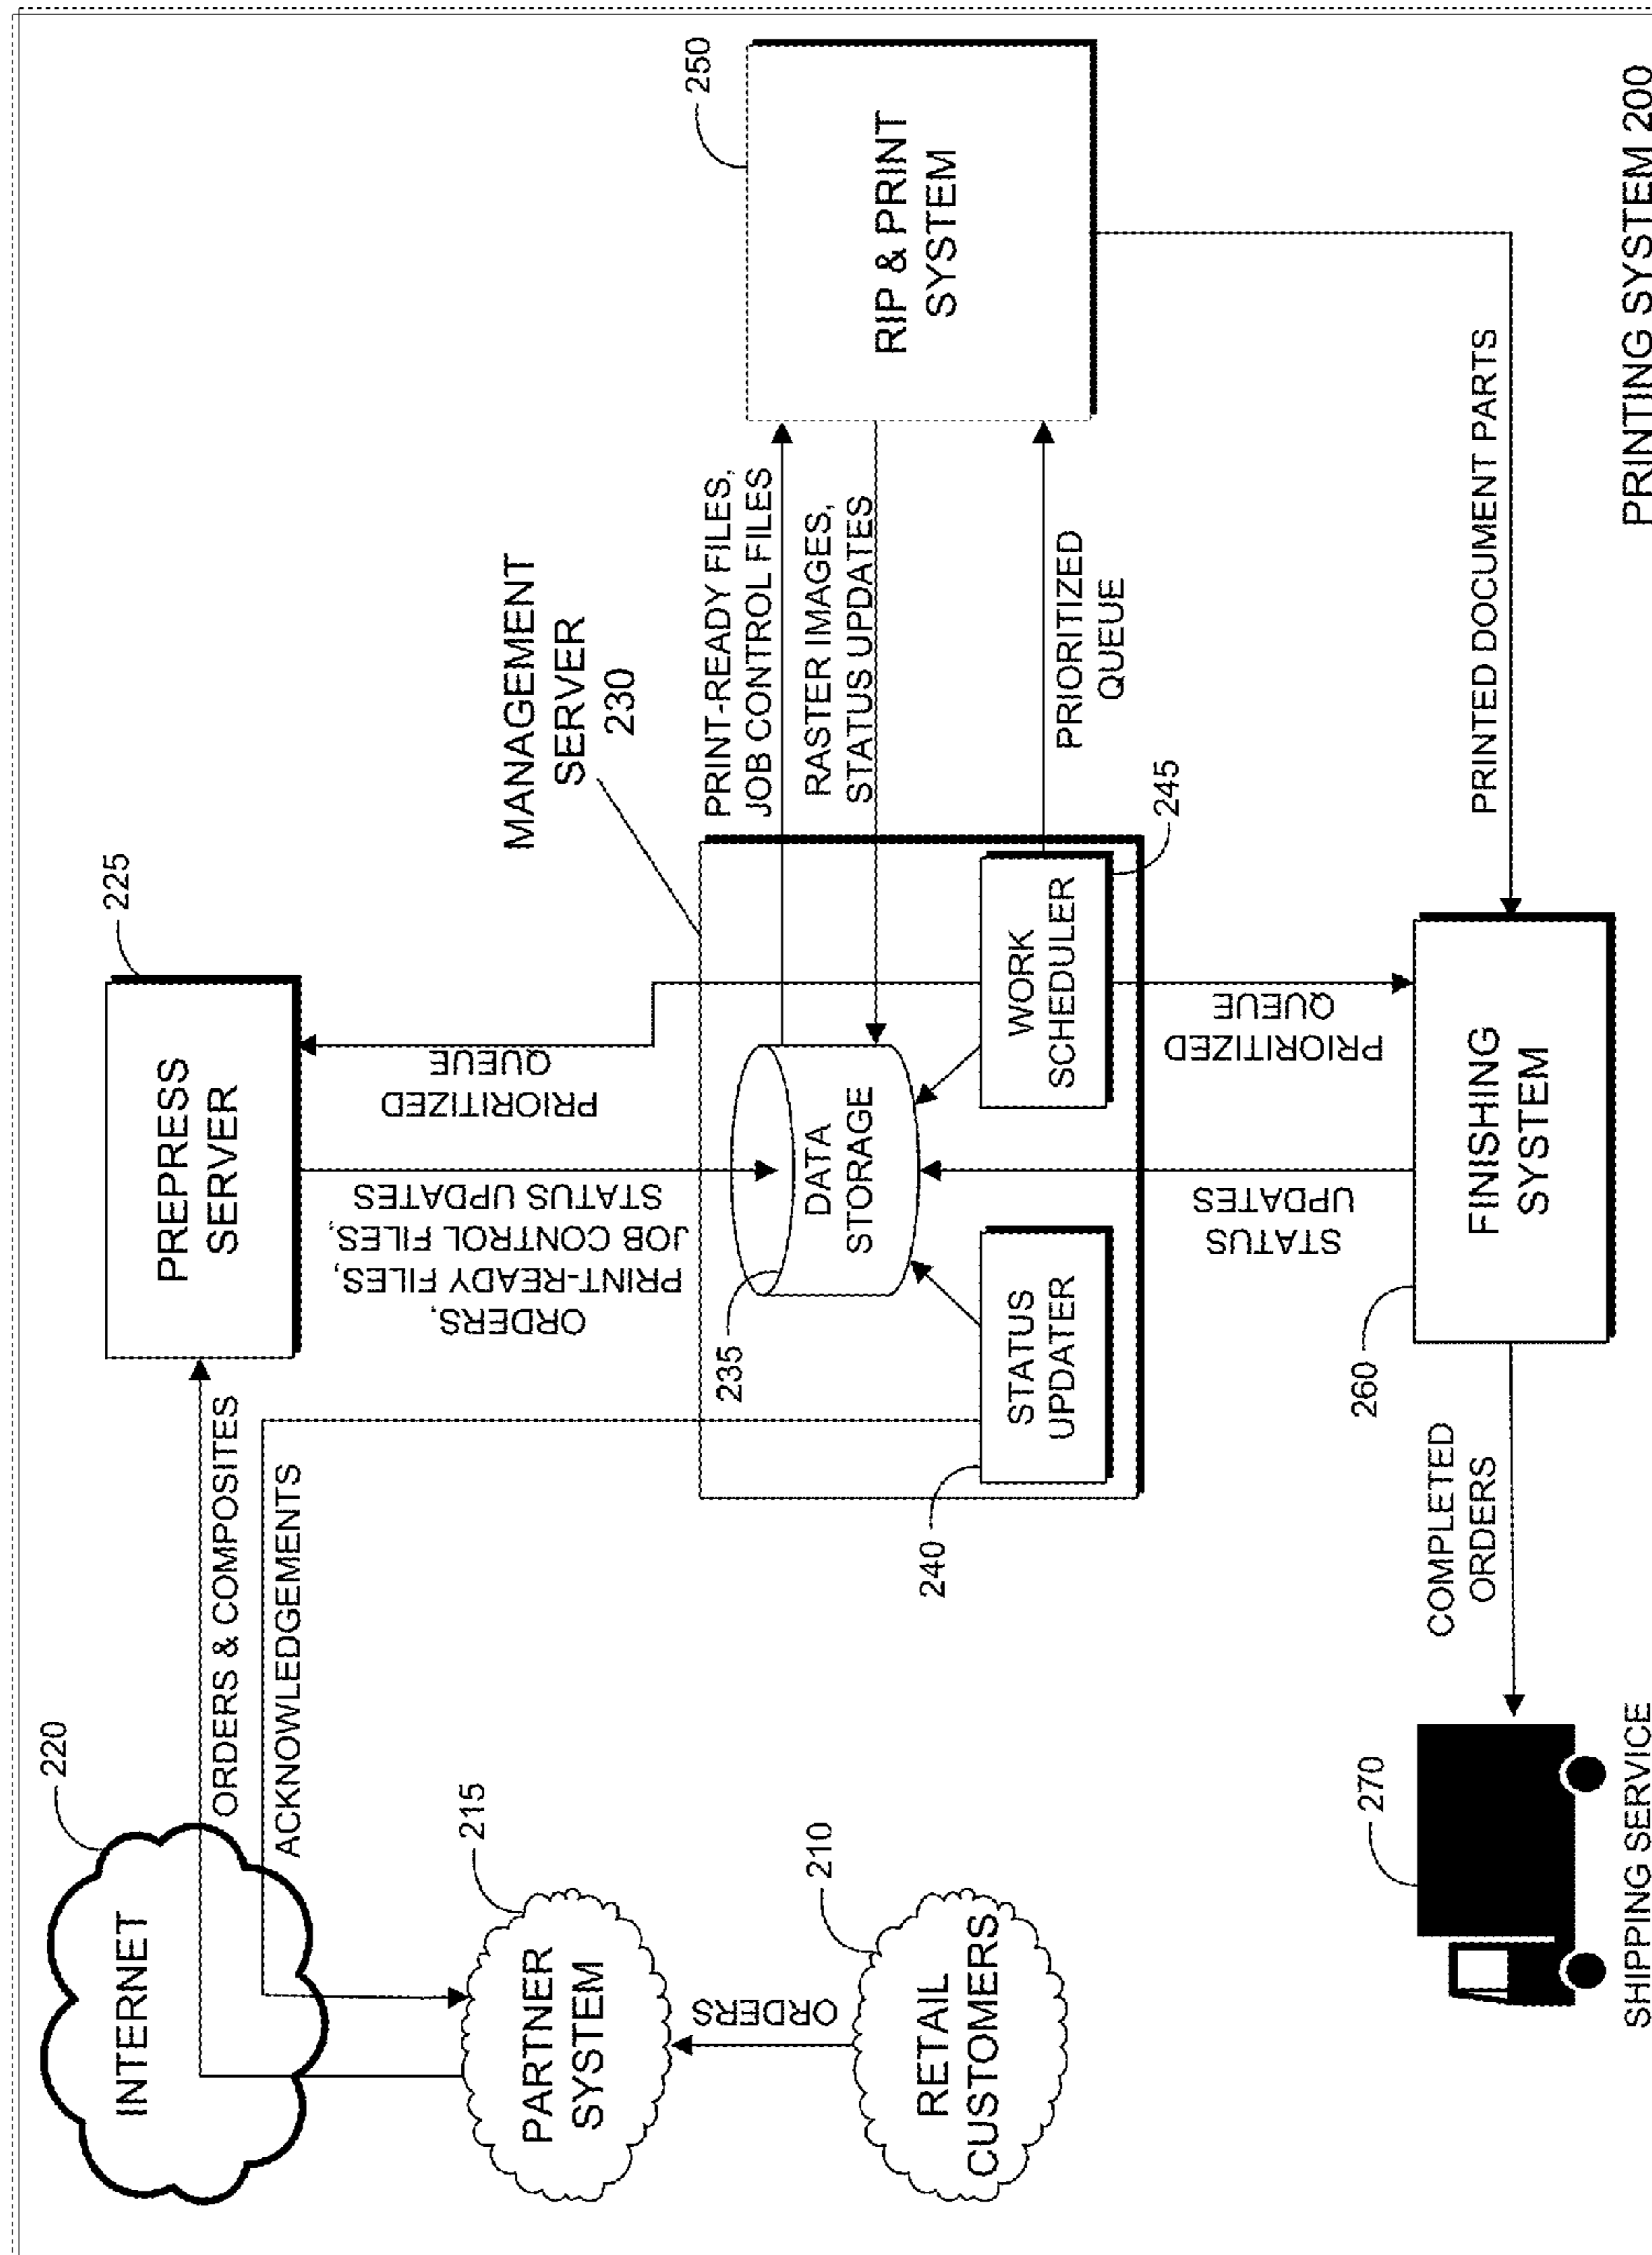 INTERNET
220
ORDERS & COMPOSITES
ACKNOWLEDGEMENTS
PREPRESS
SERVER
225
PARTNER
SYSTEM
215
ORDERS
RETAIL
CUSTOMERS
210
ORDERS,
PRINT-READY FILES,
JOB CONTROL FILES,
STATUS UPDATES
PRIORITIZED
QUEUE
MANAGEMENT
SERVER
230
235
DATA
STORAGE
STATUS
UPDATER
240
WORK
SCHEDULER
245
PRINT-READY FILES,
JOB CONTROL FILES
RASTER IMAGES,
STATUS UPDATES
PRIORITIZED
QUEUE
RIP & PRINT
SYSTEM
250
STATUS
UPDATES
PRIORITIZED
QUEUE
PRINTED DOCUMENT PARTS
FINISHING
SYSTEM
260
COMPLETED
ORDERS
270
SHIPPING SERVICE
PRINTING SYSTEM 200